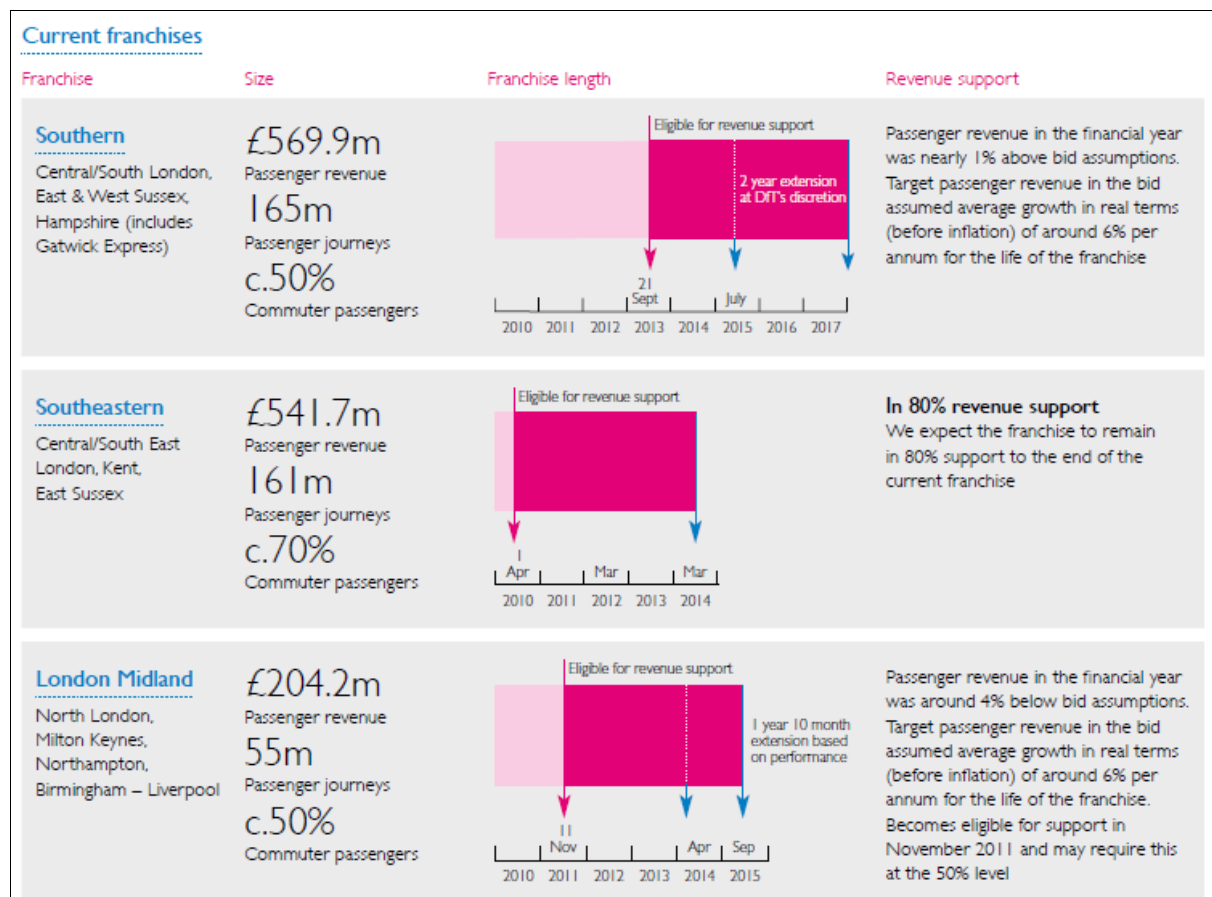 Current franchises
Franchise
Size
Franchise length
Revenue support
Southern
Central/South London,
East & West Sussex,
Hampshire (includes
Gatwick Express)
£569.9m
Passenger revenue
165m
Passenger journeys
c.50%
Commuter passengers
Eligible for revenue support
2 year extension
at DfT's discretion
21
Sept
July
2010 2011 2012 2013 2014 2015 2016 2017
Passenger revenue in the financial year
was nearly 1% above bid assumptions.
Target passenger revenue in the bid
assumed average growth in real terms
(before inflation) of around 6% per
annum for the life of the franchise
Southeastern
Central/South East
London, Kent,
East Sussex
£541.7m
Passenger revenue
161m
Passenger journeys
c.70%
Commuter passengers
Eligible for revenue support
1
Apr
Mar
Mar
2010 2011 2012 2013 2014
In 80% revenue support
We expect the franchise to remain
in 80% support to the end of the
current franchise
London Midland
North London,
Milton Keynes,
Northampton,
Birmingham – Liverpool
£204.2m
Passenger revenue
55m
Passenger journeys
c.50%
Commuter passengers
Eligible for revenue support
1 year 10 month
extension based
on performance
11
Nov
Apr
Sep
2010 2011 2012 2013 2014 2015
Passenger revenue in the financial year
was around 4% below bid assumptions.
Target passenger revenue in the bid
assumed average growth in real terms
(before inflation) of around 6% per
annum for the life of the franchise.
Becomes eligible for support in
November 2011 and may require this
at the 50% level